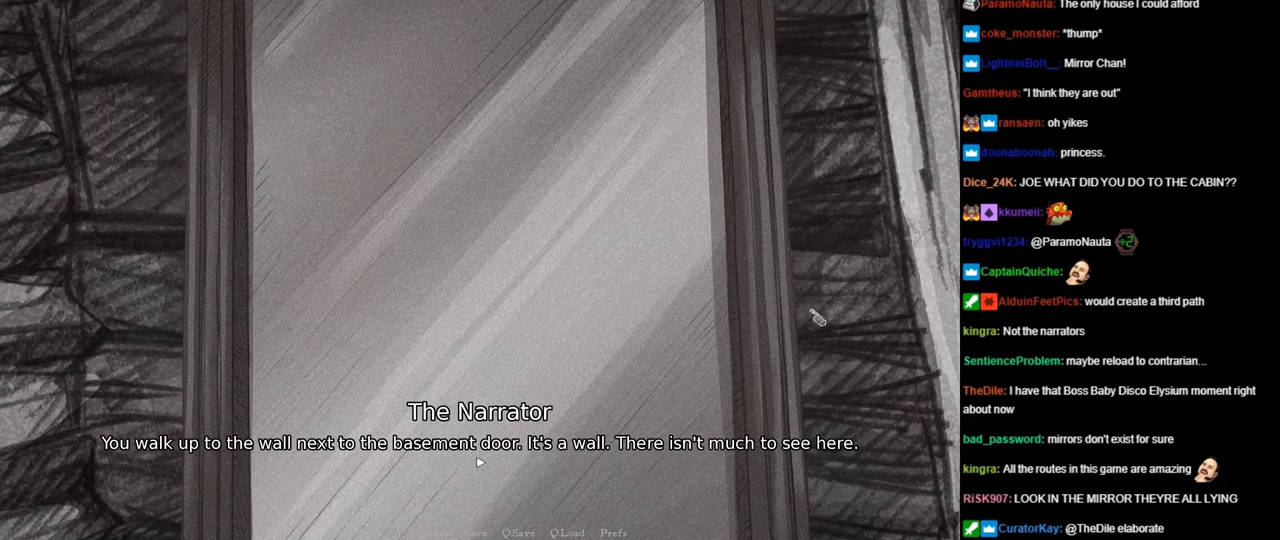 The Narrator
You walk up to the wall next to the basement door. It's a wall. There isn't much to see here.
Save Q.Save Q.Load Prefs
ParamoNauta: The only house I could afford
coke_monster: *thump*
LightninBolt__: Mirror Chan!
Gamtheus: "I think they are out"
ransaen: oh yikes
doonaboonah: princess.
Dice_24K: JOE WHAT DID YOU DO TO THE CABIN??
kkumeii:
tryggvi1234: @ParamoNauta +2
CaptainQuiche:
AlduinFeetPics: would create a third path
kingra: Not the narrators
SentienceProblem: maybe reload to contrarian...
TheDile: I have that Boss Baby Disco Elysium moment right
about now
bad_password: mirrors don't exist for sure
kingra: All the routes in this game are amazing
RiSK907: LOOK IN THE MIRROR THEYRE ALL LYING
CuratorKay: @TheDile elaborate